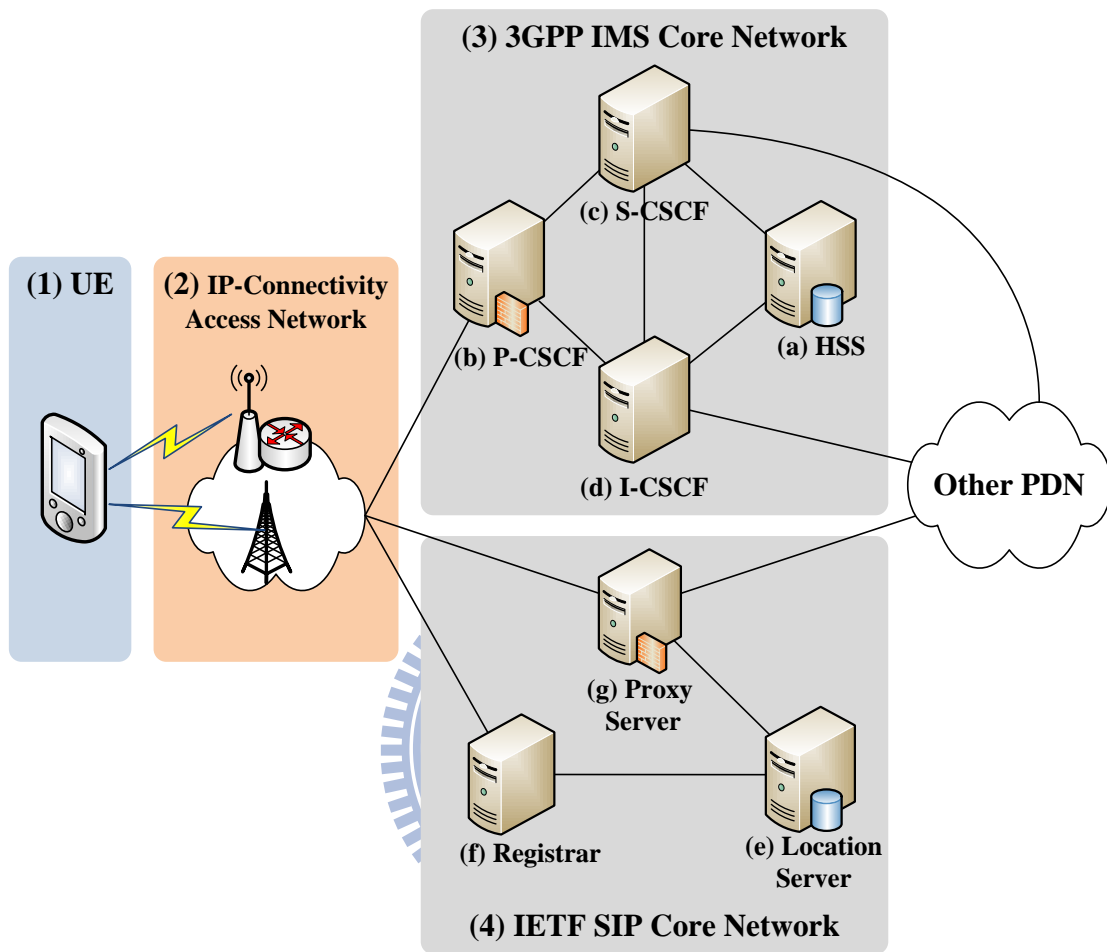 (3) 3GPP IMS Core Network
(c) S-CSCF
(b) P-CSCF
(a) HSS
(d) I-CSCF
(1) UE
(2) IP-Connectivity
Access Network
Other PDN
(g) Proxy
Server
(f) Registrar
(e) Location
Server
(4) IETF SIP Core Network